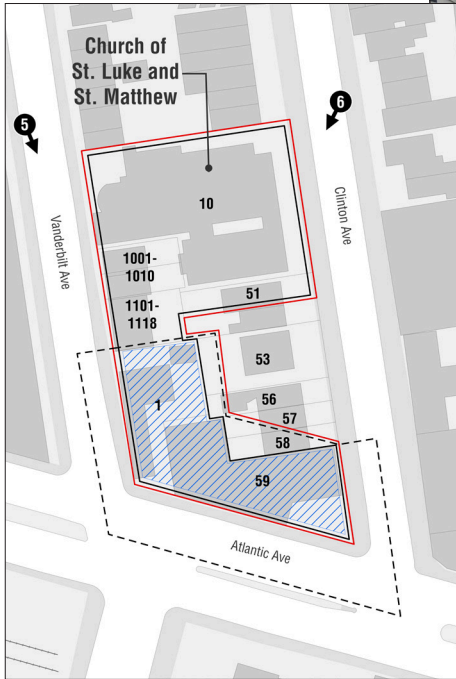 Church of
St. Luke and
St. Matthew
5
6
10
Vanderbilt Ave
Clinton Ave
1001-
1010
51
1101-
1118
53
1
56
57
58
59
Atlantic Ave